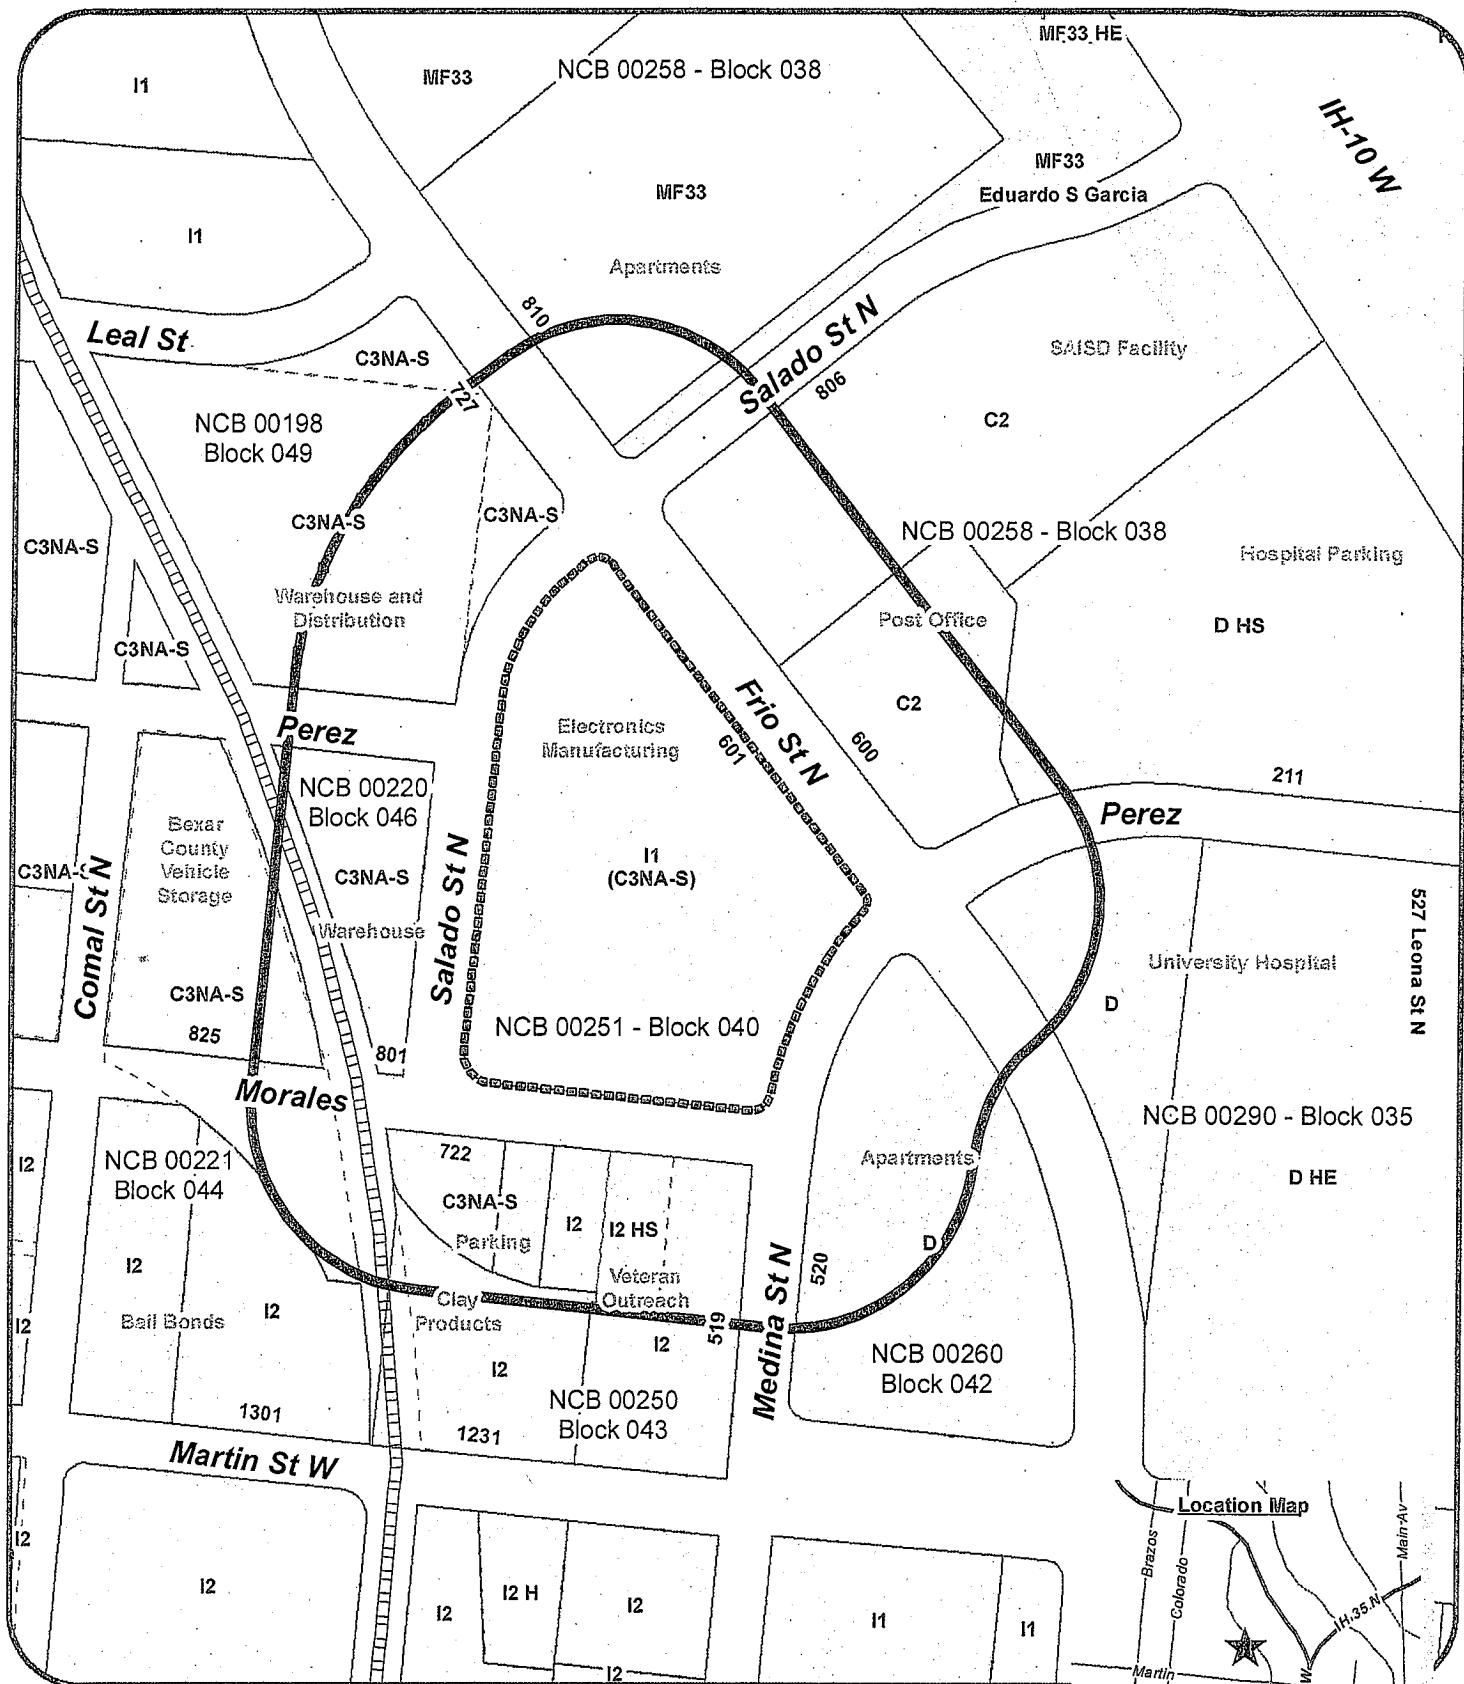 MF33 HE
I1
MF33
NCB 00258 - Block 038
IH-10 W
MF33
MF33
Eduardo S Garcia
I1
Apartments
810
Leal St
C3NA-S
Salado St N
SAISD Facility
806
727
NCB 00198
Block 049
C2
C3NA-S
C3NA-S
C3NA-S
NCB 00258 - Block 038
Hospital Parking
Warehouse and
Distribution
Post Office
D HS
C3NA-S
C2
Perez
Electronics
Manufacturing
601
Frio St N
600
211
NCB 00220
Block 046
Perez
Bexar
County
Vehicle
Storage
I1
(C3NA-S)
C3NA-S
C3NA-S
Comal St N
Warehouse
Salado St N
527 Leona St N
University Hospital
C3NA-S
D
825
NCB 00251 - Block 040
801
Morales
NCB 00290 - Block 035
722
I2
NCB 00221
Block 044
Apartments
D HE
C3NA-S
I2
I2 HS
Parking
D
I2
520
Medina St N
Veteran
Outreach
Clay
Products
I2
Bail Bonds
I2
519
I2
I2
NCB 00260
Block 042
NCB 00250
Block 043
1301
1231
Martin St W
Location Map
I2
Brazos
Colorado
Main Av
I2
I2 H
I2
I2
I1
I1
IH 35 N
I2
Martin
W